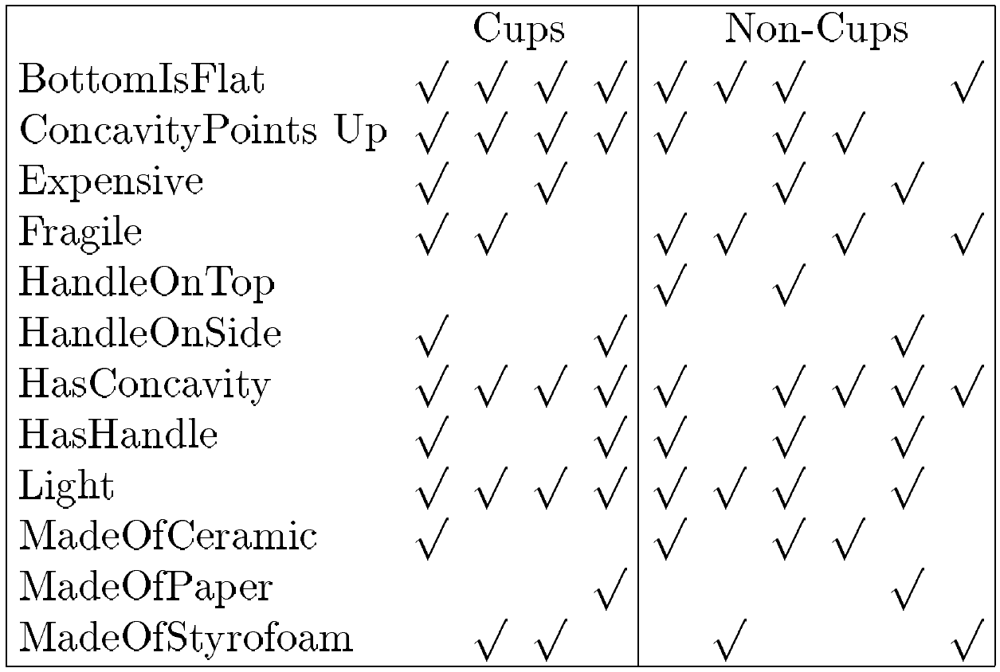 Cups Non-Cups
BottomIsFlat √ √ √ √ √ √ √ √
ConcavityPoints Up √ √ √ √ √ √ √
Expensive √ √ √ √
Fragile √ √ √ √ √ √
HandleOnTop √ √
HandleOnSide √ √ √
HasConcavity √ √ √ √ √ √ √ √ √
HasHandle √ √ √ √ √
Light √ √ √ √ √ √ √ √
MadeOfCeramic √ √ √ √
MadeOfPaper √ √
MadeOfStyrofoam √ √ √ √